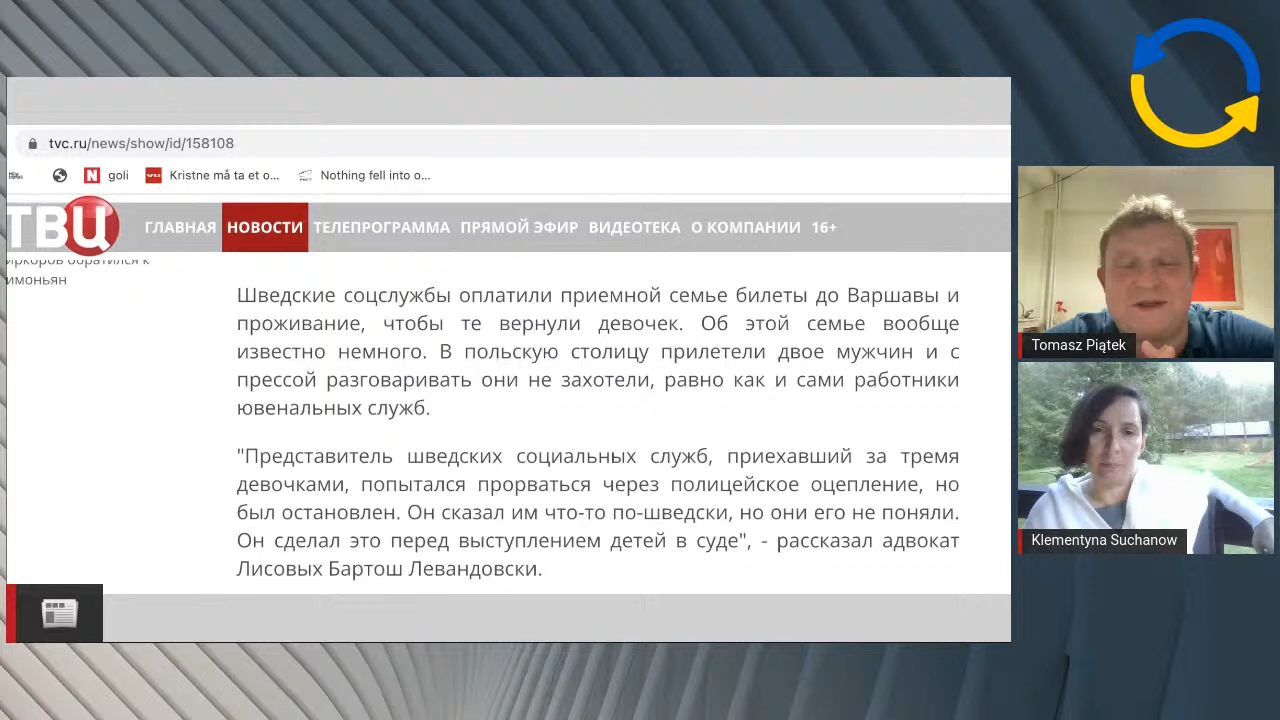 tvc.ru/news/show/id/158108
goli
Kristne må ta et o...
Nothing fell into o...
ТВЦ
ГЛАВНАЯ НОВОСТИ ТЕЛЕПРОГРАММА ПРЯМОЙ ЭФИР ВИДЕОТЕКА О КОМПАНИИ 16+
иркоров обратился к
имоньян
Шведские соцслужбы оплатили приемной семье билеты до Варшавы и
проживание, чтобы те вернули девочек. Об этой семье вообще
известно немного. В польскую столицу прилетели двое мужчин и с
прессой разговаривать они не захотели, равно как и сами работники
ювенальных служб.
"Представитель шведских социальных служб, приехавший за тремя
девочками, попытался прорваться через полицейское оцепление, но
был остановлен. Он сказал им что-то по-шведски, но они его не поняли.
Он сделал это перед выступлением детей в суде", - рассказал адвокат
Лисовых Бартош Левандовски.
Tomasz Piątek
Klementyna Suchanow